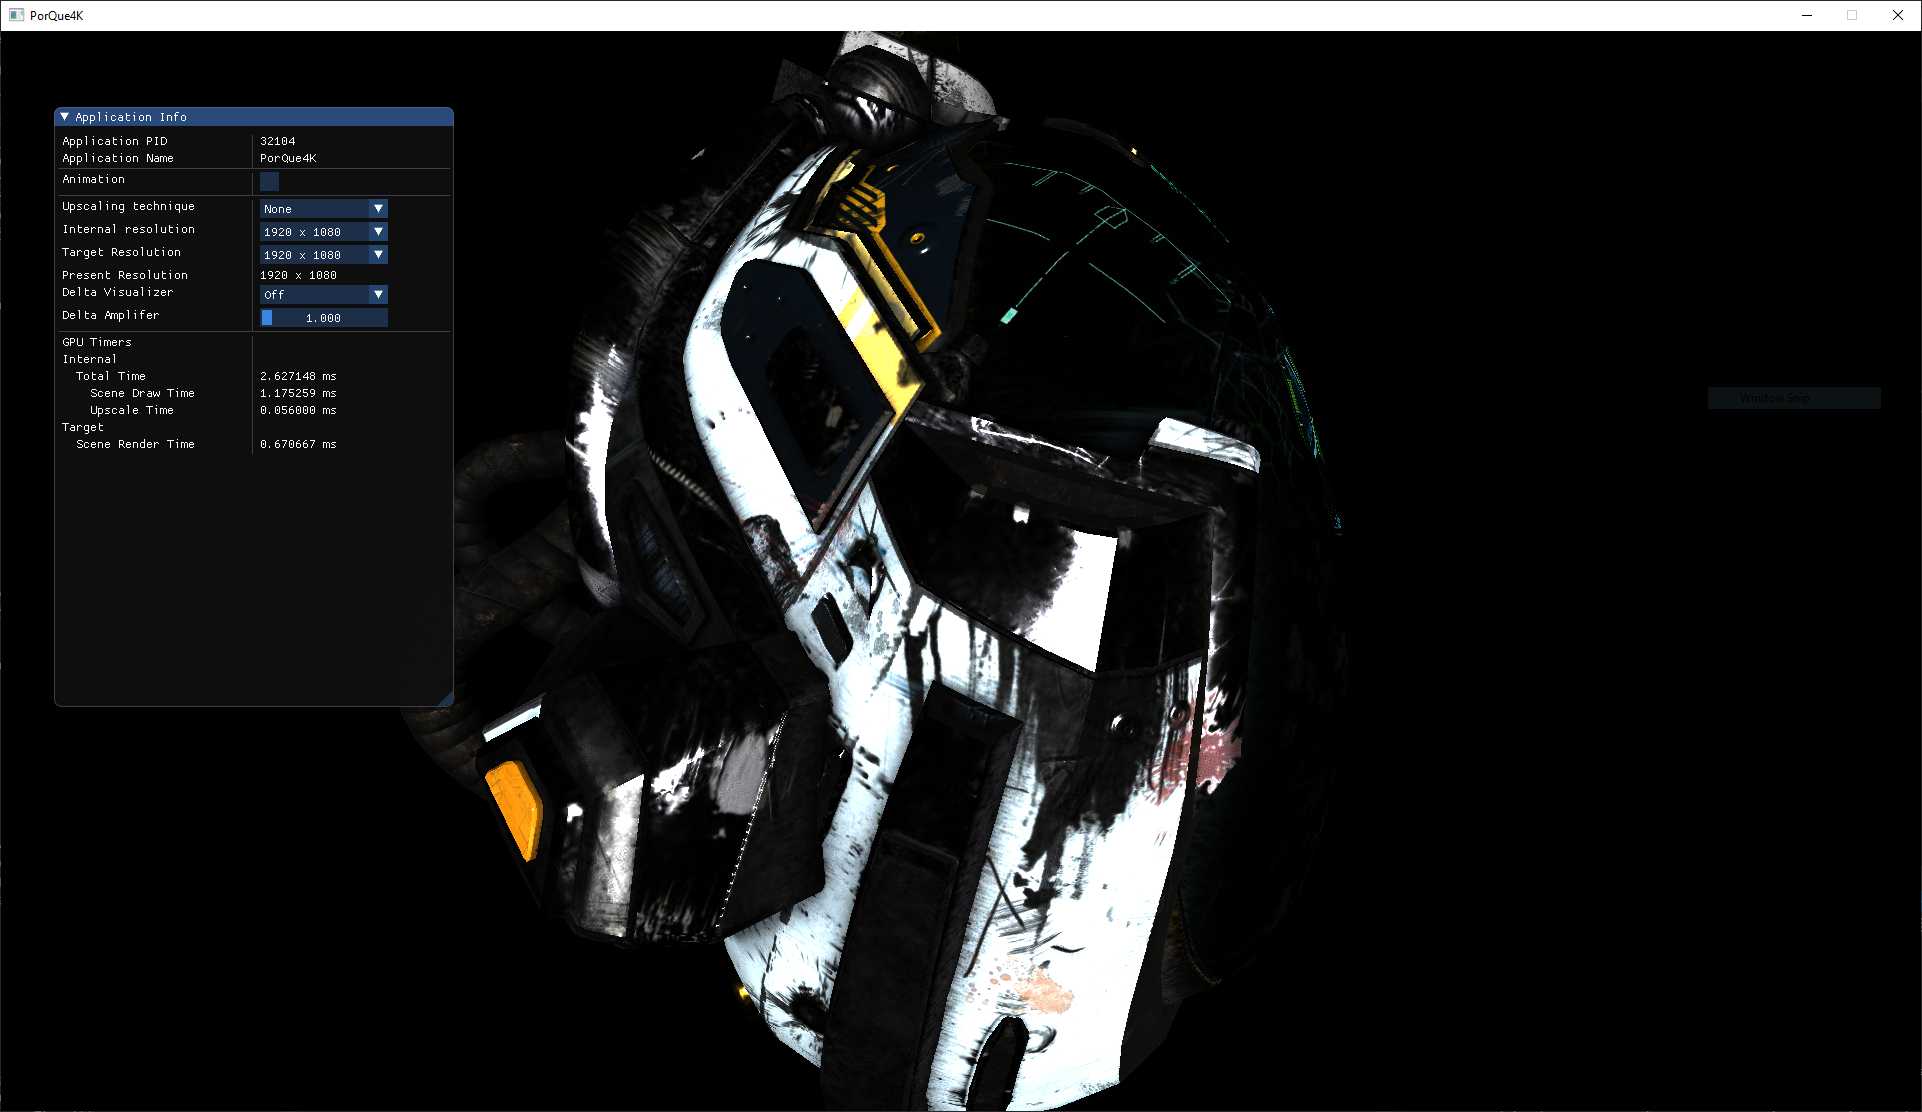 PorQue4K
Application Info
Application PID 32104
Application Name PorQue4K
Animation
Upscaling technique None
Internal resolution 1920 x 1080
Target Resolution 1920 x 1080
Present Resolution 1920 x 1080
Delta Visualizer Off
Delta Amplifer 1.000
GPU Timers
Internal
Total Time 2.627148 ms
Scene Draw Time 1.175259 ms
Upscale Time 0.056000 ms
Target
Scene Render Time 0.670667 ms
Window Snip